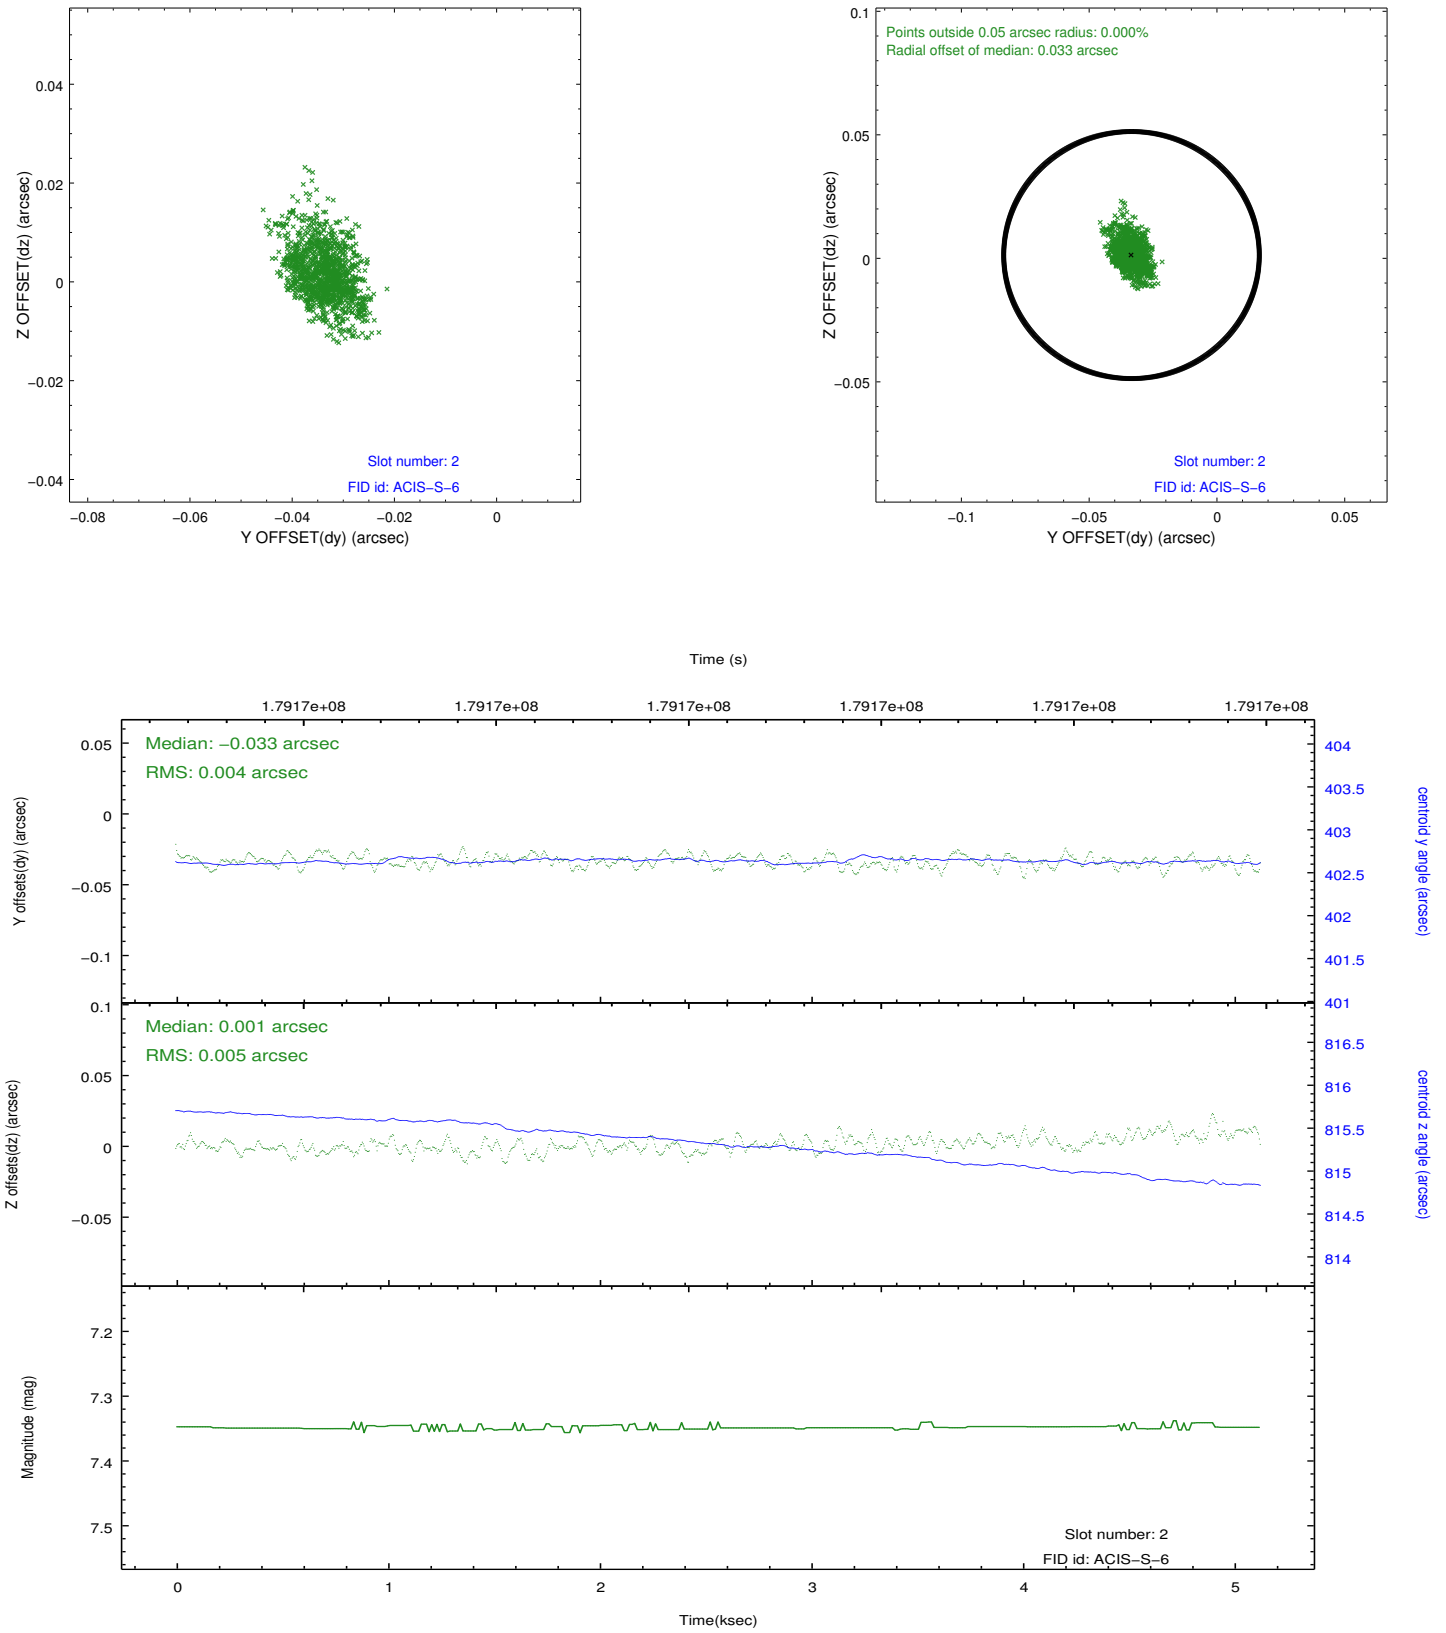 0.04
0.02
0
−0.02
−0.04
Z OFFSET(dz) (arcsec)
Slot number: 2
FID id: ACIS−S−6
−0.08
−0.06
−0.04
−0.02
0
Y OFFSET(dy) (arcsec)
Points outside 0.05 arcsec radius: 0.000%
Radial offset of median: 0.033 arcsec
0.1
0.05
0
−0.05
Z OFFSET(dz) (arcsec)
Slot number: 2
FID id: ACIS−S−6
−0.1
−0.05
0
0.05
Y OFFSET(dy) (arcsec)
Time (s)
1.7917e+08
1.7917e+08
1.7917e+08
1.7917e+08
1.7917e+08
1.7917e+08
Median: −0.033 arcsec
RMS: 0.004 arcsec
0.05
0
−0.05
−0.1
Y offsets(dy) (arcsec)
404
403.5
403
402.5
402
401.5
401
centroid y angle (arcsec)
Median: 0.001 arcsec
RMS: 0.005 arcsec
0.1
0.05
0
−0.05
Z offsets(dz) (arcsec)
816.5
816
815.5
815
814.5
814
centroid z angle (arcsec)
7.2
7.3
7.4
7.5
Magnitude (mag)
Slot number: 2
FID id: ACIS−S−6
0
1
2
3
4
5
Time(ksec)